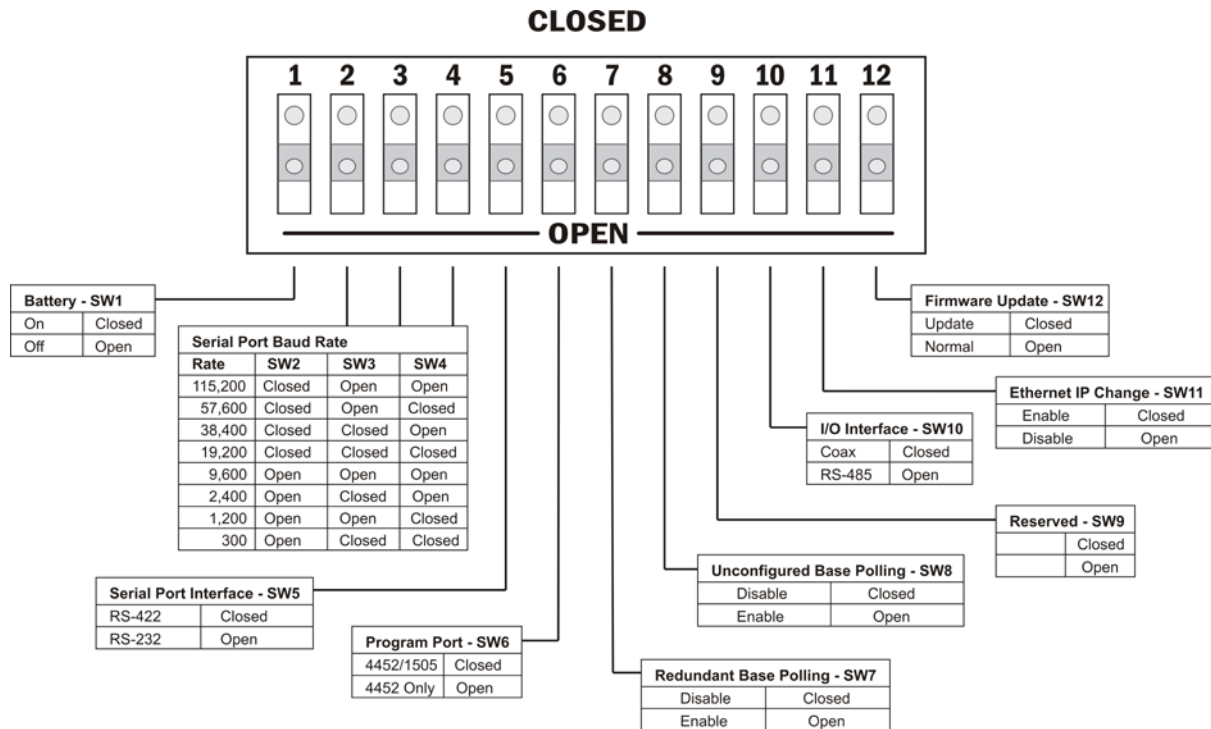 CLOSED
1 2 3 4 5 6 7 8 9 10 11 12
OPEN
Battery - SW1
On Closed
Off Open
Serial Port Baud Rate
Rate SW2 SW3 SW4
115,200 Closed Open Open
57,600 Closed Open Closed
38,400 Closed Closed Open
19,200 Closed Closed Closed
9,600 Open Open Open
2,400 Open Closed Open
1,200 Open Open Closed
300 Open Closed Closed
Serial Port Interface - SW5
RS-422 Closed
RS-232 Open
Program Port - SW6
4452/1505 Closed
4452 Only Open
Redundant Base Polling - SW7
Disable Closed
Enable Open
Unconfigured Base Polling - SW8
Disable Closed
Enable Open
Reserved - SW9
Closed
Open
I/O Interface - SW10
Coax Closed
RS-485 Open
Ethernet IP Change - SW11
Enable Closed
Disable Open
Firmware Update - SW12
Update Closed
Normal Open